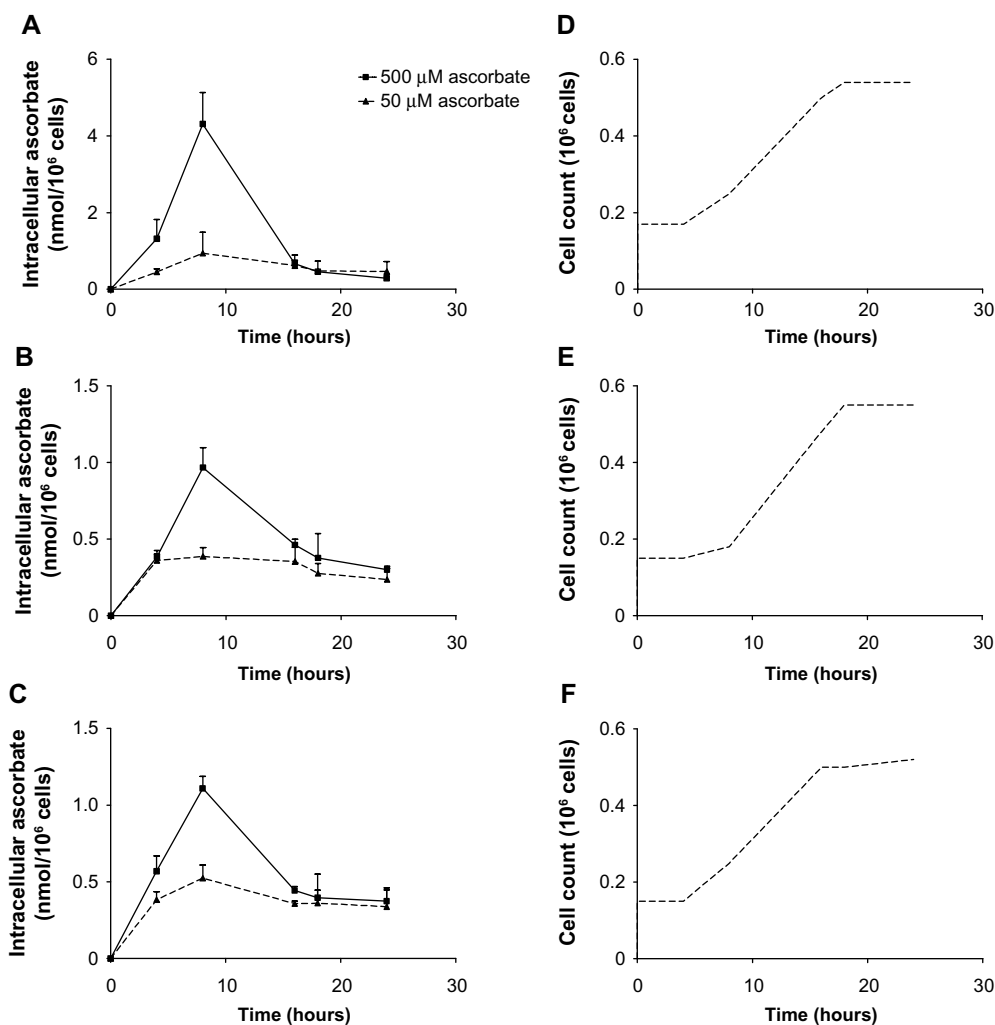 A
Intracellular ascorbate
(nmol/10⁶ cells)
6
4
2
0
0 10 20 30
Time (hours)
500 µM ascorbate
50 µM ascorbate
D
Cell count (10⁶ cells)
0.6
0.4
0.2
0
0 10 20 30
Time (hours)
B
Intracellular ascorbate
(nmol/10⁶ cells)
1.5
1.0
0.5
0
0 10 20 30
Time (hours)
E
Cell count (10⁶ cells)
0.6
0.4
0.2
0
0 10 20 30
Time (hours)
C
Intracellular ascorbate
(nmol/10⁶ cells)
1.5
1.0
0.5
0
0 10 20 30
Time (hours)
F
Cell count (10⁶ cells)
0.6
0.4
0.2
0
0 10 20 30
Time (hours)